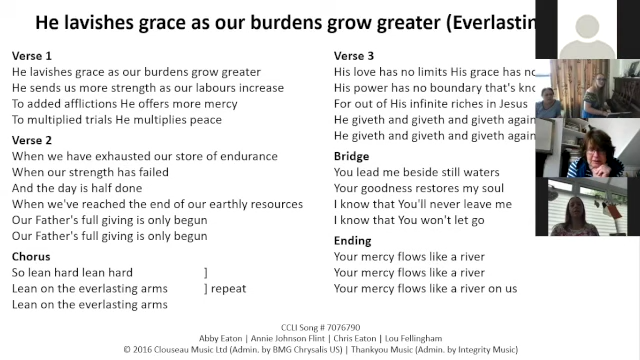 He lavishes grace as our burdens grow greater
Verse 1
He lavishes grace as our burdens grow greater
He sends us more strength as our labours increase
To added afflictions He offers more mercy
To multiplied trials He multiplies peace
Verse 2
When we have exhausted our store of endurance
When our strength has failed
And the day is half done
When we've reached the end of our earthly resources
Our Father's full giving is only begun
Our Father's full giving is only begun
Chorus
So lean hard lean hard ]
Lean on the everlasting arms ] repeat
Lean on the everlasting arms
Verse 3
His love has no limits His grace has
His power has no boundary that's
For out of His infinite riches in Jesus
He giveth and giveth and giveth again
He giveth and giveth and giveth again
Bridge
You lead me beside still waters
Your goodness restores my soul
I know that You'll never leave me
I know that You won't let go
Ending
Your mercy flows like a river
Your mercy flows like a river
Your mercy flows like a river on us
CCLI Song # 7076790
Abby Eaton | Annie Johnson Flint | Chris Eaton | Lou Fellingham
© 2016 Clouseau Music Ltd (Admin. by BMG Chrysalis US) | Thankyou Music (Admin. by Integrity Music)